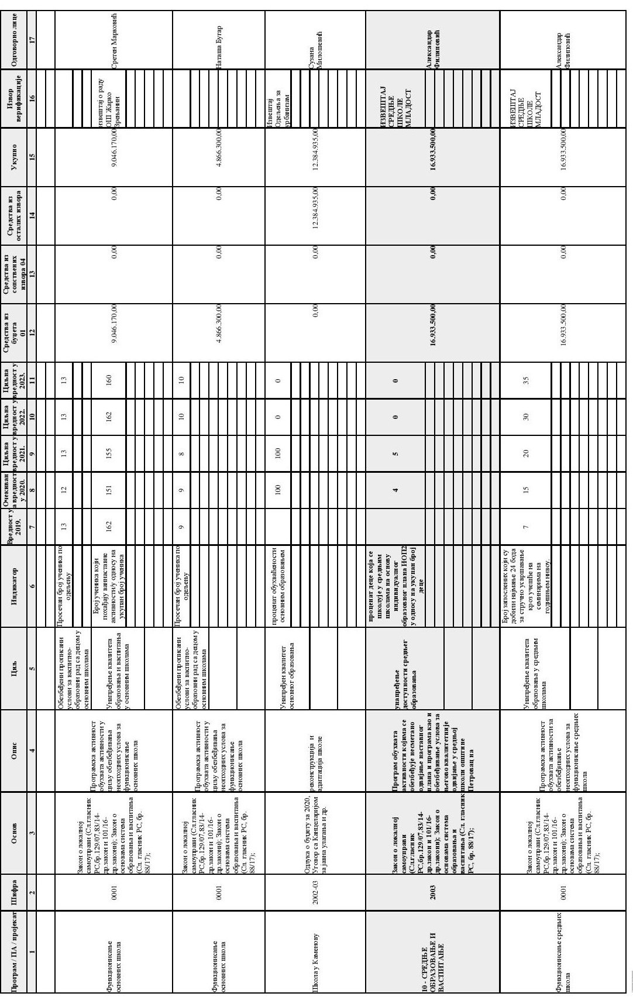 Програм / ПА / пројекат
Шифра
Основ
Опис
Циљ
Индикатор
Вредност у
2019.
Очекиван
а вредност
у 2020.
Циљна
вредност у
2021.
Циљна
вредност у
2022.
Циљна
вредност у
2023.
Средства из
буџета
01
Средства из
сопствених
извора 04
Средства из
осталих извора
Укупно
Извор
верификације
Одговорно лице
1
2
3
4
5
6
7
8
9
10
11
12
13
14
15
16
17
Функционисање
основних школа
0001
Закон о локалној
самоуправи (Сл.гласник
РС,бр.129/07,83/14-
др.закон и 101/16-
др.закони); Закон о
основама система
образовања и васпитања
(Сл. гласник РС, бр.
88/17);
Програмска активност
обухвата активности у
циљу обезбеђивања
неопходних услова за
функционисање
основних школа
Обезбеђени прописани
услови за васпитно-
образовни рад са децом у
основним школама
Просечан број ученика по
одељењу
13
12
13
13
13
Унапређење квалитета
образовања и васпитања
у основним школама
Број ученика који
похађају ваннаставне
активности/у односу на
укупан број ученика
162
151
155
162
160
9.046.170,00
0,00
0,00
9.046.170,00
извештај о раду
ОШ Жарко
Зрењанин
Сретен Марковић
Функционисање
основних школа
0001
Закон о локалној
самоуправи (Сл.гласник
РС,бр.129/07,83/14-
др.закон и 101/16-
др.закони); Закон о
основама система
образовања и васпитања
(Сл. гласник РС, бр.
88/17);
Програмска активност
обухвата активности у
циљу обезбеђивања
неопходних услова за
функционисање
основних школа
Обезбеђени прописани
услови за васпитно-
образовни рад са децом у
основним школама
Просечан број ученика по
одељењу
9
9
8
10
10
4.866.300,00
0,00
0,00
4.866.300,00
Наташа Бугар
Школа у Каменову
2002-03
Одлука о буџету за 2020,
Уговор са Канцеларијом
за јавна улагања и др.
реконструкција и
адаптација школе
Унапређен квалитет
основног образовања
проценат обухваћености
основним образовањем
100
100
0
0
0,00
0,00
12.384.935,00
12.384.935,00
Извештај
Одељења за
урбанизам
Сузана
Милошевић
10 - СРЕДЊЕ
ОБРАЗОВАЊЕ И
ВАСПИТАЊЕ
2003
Закон о локалној
самоуправи
(Сл.гласник
РС,бр.129/07,83/14-
др.закон и 101/16-
др.закони); Закон о
основама система
образовања и
васпитања (Сл. гласник
РС, бр. 88/17);
Програм обухвата
активности којима се
обезбеђује несметано
одвијање наставног
плана и програма као и
обезбеђивање услова за
његово квалитетније
одвијање у средњој
школи општине
Петровац на
унапређење
доступности средњег
образовања
проценат деце која се
школује у средњим
школама на основу
индивидуалног
образовног плана ИОП2
у односу на укупан број
деце
4
5
0
0
16.933.500,00
0,00
0,00
16.933.500,00
ИЗВЕШТАЈ
СРЕДЊЕ
ШКОЛЕ
МЛАДОСТ
Александар
Филиповић
Функционисање средњих
школа
0001
Закон о локалној
самоуправи (Сл.гласник
РС,бр.129/07,83/14-
др.закон и 101/16-
др.закони); Закон о
основама система
образовања и васпитања
(Сл. гласник РС, бр.
88/17);
Програмска активност
обухвата активности за
обезбеђивање
неопходних услова за
функционисање средњих
школа
Унапређење квалитета
образовања у средњим
школама
Број запослених који су
добили најмање 24 бода
за стручно усвршавање
кроз учешће на
семинарима на
годишњем нивоу.
7
15
20
30
35
16.933.500,00
0,00
0,00
16.933.500,00
ИЗВЕШТАЈ
СРЕДЊЕ
ШКОЛЕ
МЛАДОСТ
Александар
Филиповић